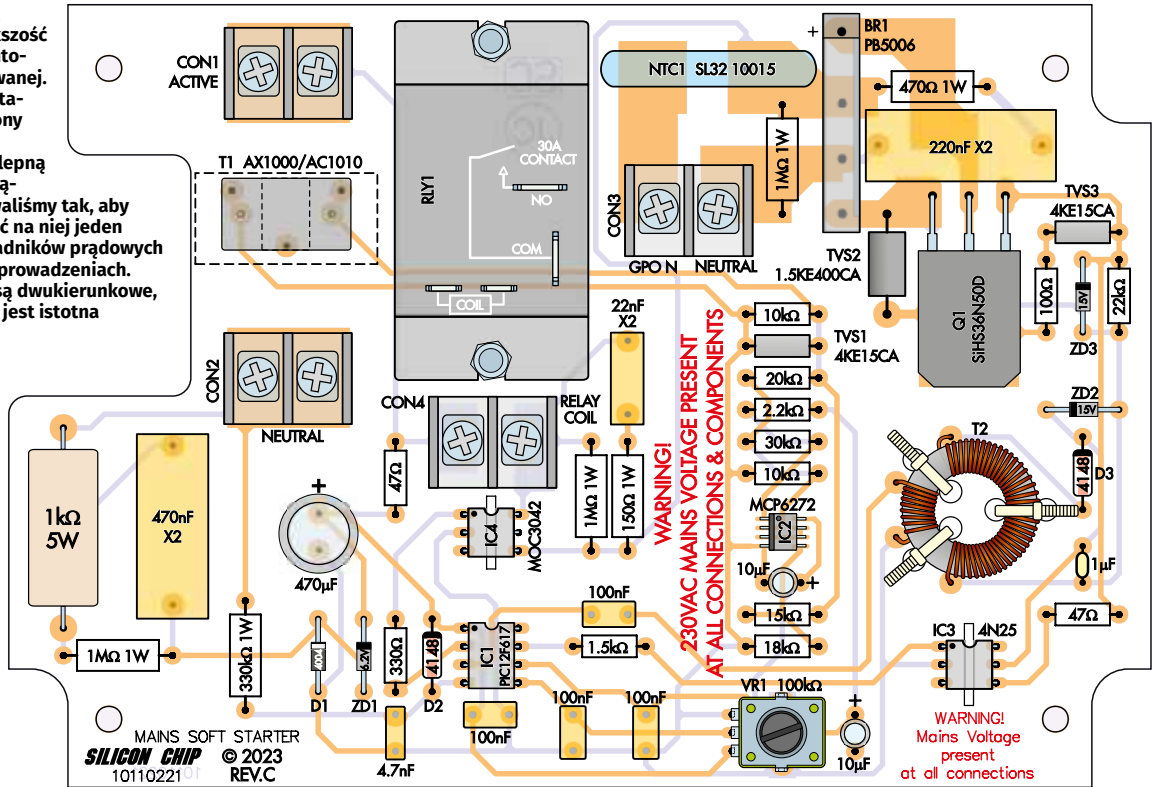 kszość
uto-
wanej.
sta-
ony
lepną
ą-
waliśmy tak, aby
ć na niej jeden
adników prądowych
prowadzeniach.
są dwukierunkowe,
jest istotna
CON1
ACTIVE
T1 AX1000/AC1010
RLY1
30A
CONTACT
NO
COM
COIL
NTC1 SL32 10015
+
BR1
PB5006
470Ω 1W
220nF X2
1MΩ 1W
CON3
GPO N NEUTRAL
TVS2
1.5KE400CA
TVS3
4KE15CA
Q1
SiHS36N50D
100Ω
15V
22kΩ
ZD3
ZD2
15V
CON2
NEUTRAL
22nF
X2
10kΩ
TVS1
4KE15CA
20kΩ
2.2kΩ
30kΩ
10kΩ
MCP6272
IC2
10µF
+
15kΩ
18kΩ
WARNING!
230VAC MAINS VOLTAGE PRESENT
AT ALL CONNECTIONS & COMPONENTS
CON4
RELAY
COIL
47Ω
1MΩ 1W
150Ω 1W
IC4
MOC3042
T2
4148
D3
1µF
47Ω
IC3 4N25
1kΩ
5W
470nF
X2
+
470µF
1MΩ 1W
330kΩ 1W
D1
6.2V
ZD1
330Ω
4148
D2
IC1
PIC12F617
100nF
1.5kΩ
100nF
100nF
100nF
4.7nF
VR1 100kΩ
+
10µF
WARNING!
Mains Voltage
present
at all connections
MAINS SOFT STARTER
SILICON CHIP © 2023
10110221 REV.C